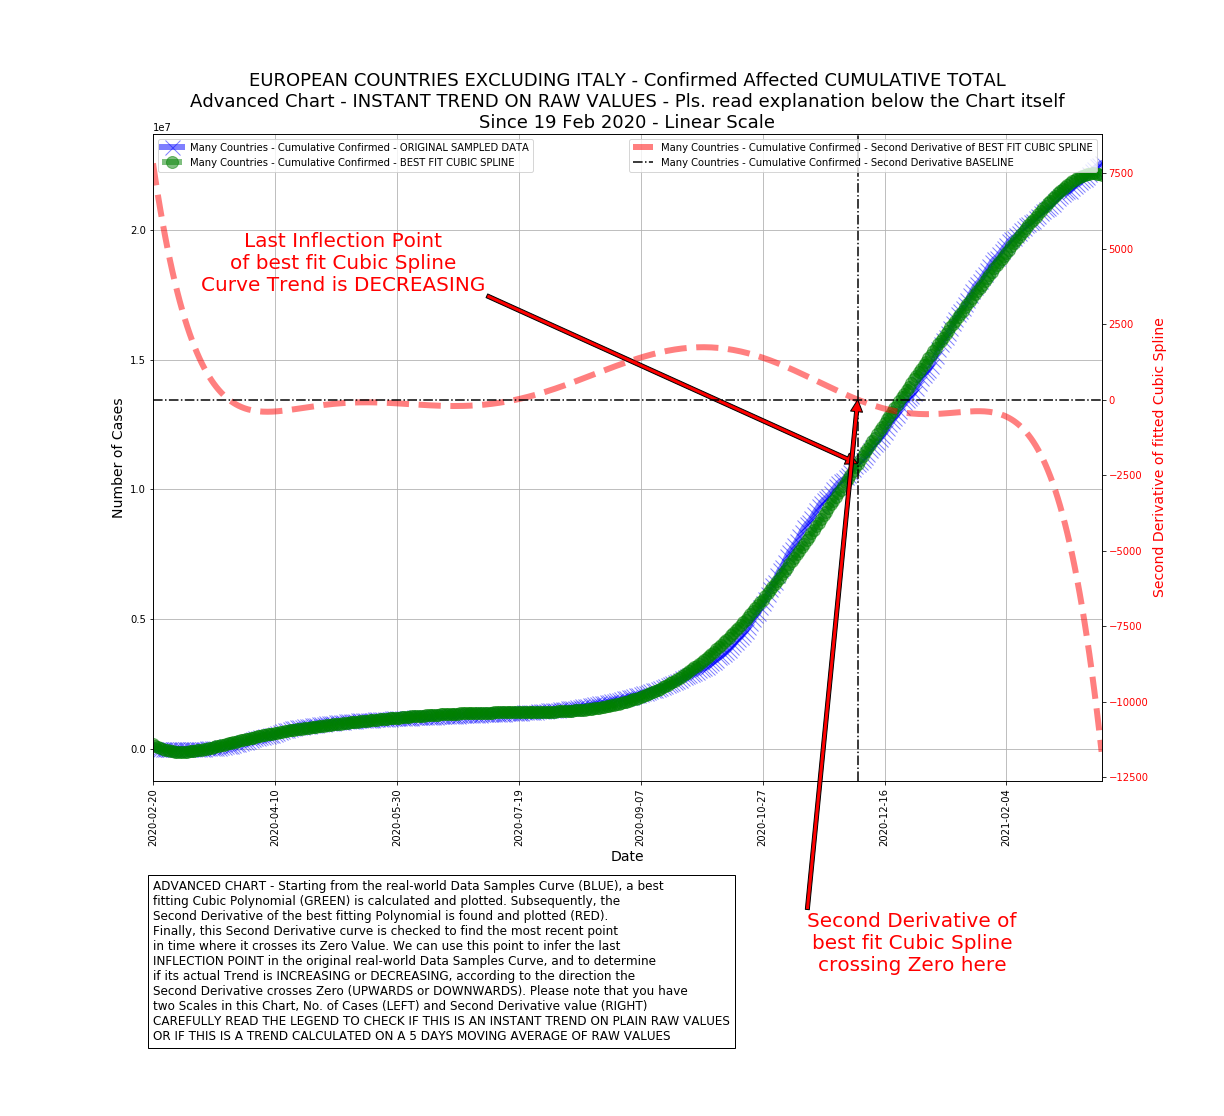 EUROPEAN COUNTRIES EXCLUDING ITALY - Confirmed Affected CUMULATIVE TOTAL
Advanced Chart - INSTANT TREND ON RAW VALUES - Pls. read explanation below the Chart itself
Since 19 Feb 2020 - Linear Scale
1e7
Many Countries - Cumulative Confirmed - ORIGINAL SAMPLED DATA
Many Countries - Cumulative Confirmed - BEST FIT CUBIC SPLINE
Many Countries - Cumulative Confirmed - Second Derivative of BEST FIT CUBIC SPLINE
Many Countries - Cumulative Confirmed - Second Derivative BASELINE
Last Inflection Point
of best fit Cubic Spline
Curve Trend is DECREASING
Number of Cases
2.0
1.5
1.0
0.5
0.0
7500
5000
2500
0
−2500
−5000
−7500
−10000
−12500
Second Derivative of fitted Cubic Spline
2020-02-20
2020-04-10
2020-05-30
2020-07-19
2020-09-07
2020-10-27
2020-12-16
2021-02-04
Date
Second Derivative of
best fit Cubic Spline
crossing Zero here
ADVANCED CHART - Starting from the real-world Data Samples Curve (BLUE), a best
fitting Cubic Polynomial (GREEN) is calculated and plotted. Subsequently, the
Second Derivative of the best fitting Polynomial is found and plotted (RED).
Finally, this Second Derivative curve is checked to find the most recent point
in time where it crosses its Zero Value. We can use this point to infer the last
INFLECTION POINT in the original real-world Data Samples Curve, and to determine
if its actual Trend is INCREASING or DECREASING, according to the direction the
Second Derivative crosses Zero (UPWARDS or DOWNWARDS). Please note that you have
two Scales in this Chart, No. of Cases (LEFT) and Second Derivative value (RIGHT)
CAREFULLY READ THE LEGEND TO CHECK IF THIS IS AN INSTANT TREND ON PLAIN RAW VALUES
OR IF THIS IS A TREND CALCULATED ON A 5 DAYS MOVING AVERAGE OF RAW VALUES